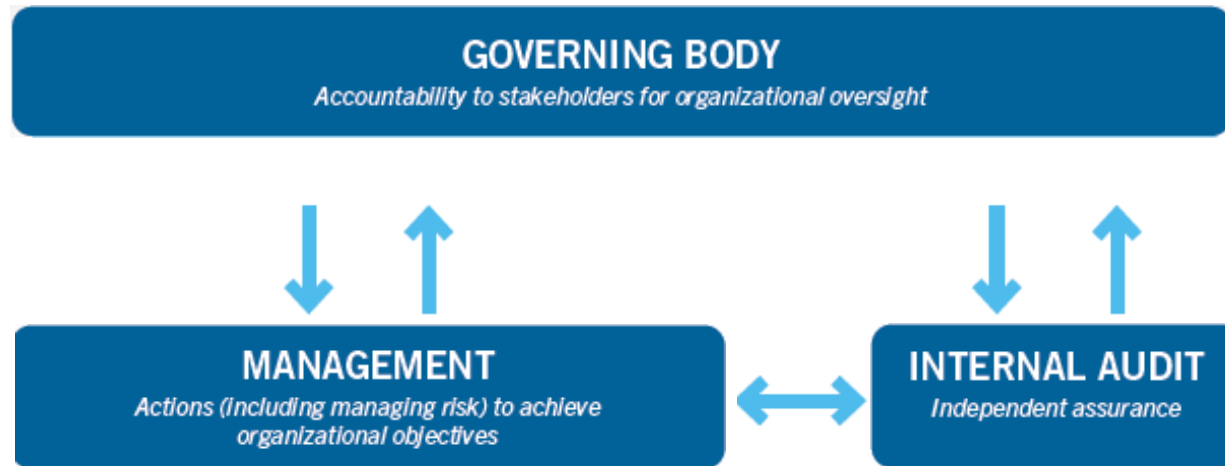 GOVERNING BODY
Accountability to stakeholders for organizational oversight
MANAGEMENT
Actions (including managing risk) to achieve
organizational objectives
INTERNAL AUDIT
Independent assurance